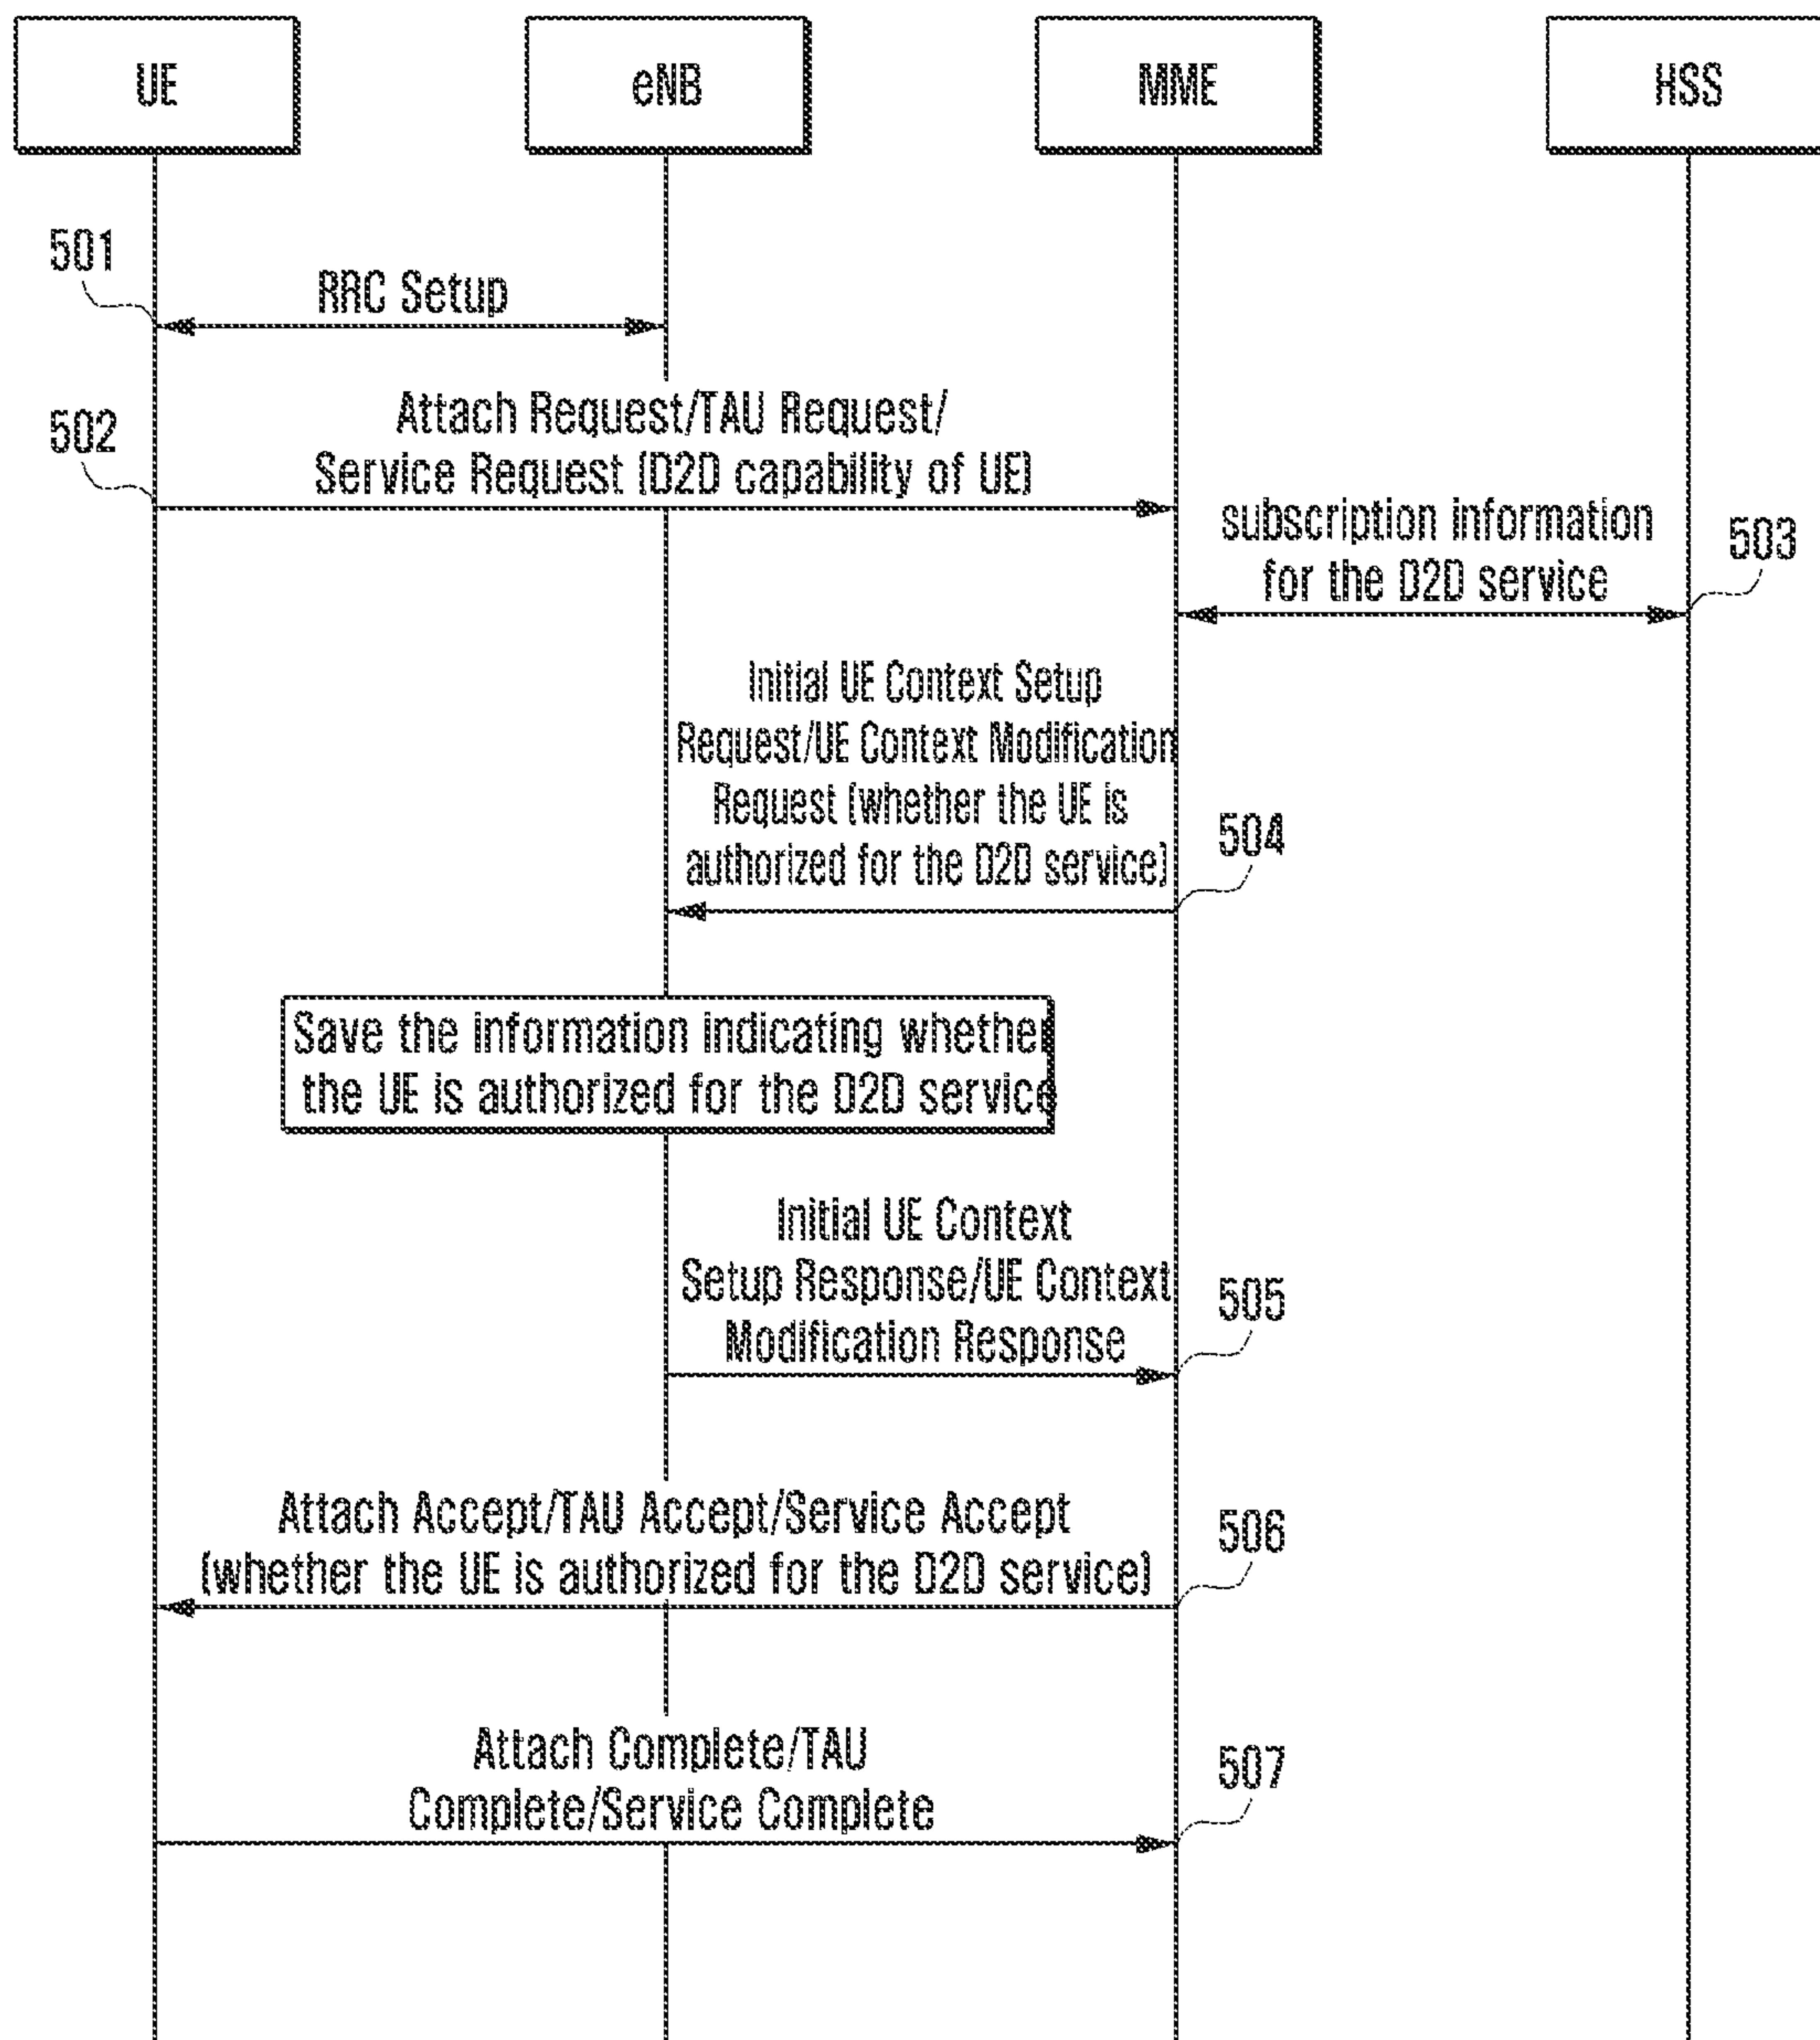 UE
eNB
MME
HSS
501
RRC Setup
502
Attach Request/TAU Request/
Service Request (D2D capability of UE)
subscription information
for the D2D service
503
Initial UE Context Setup
Request/UE Context Modification
Request (whether the UE is
authorized for the D2D service)
504
Save the information indicating whether
the UE is authorized for the D2D service
Initial UE Context
Setup Response/UE Context
Modification Response
505
Attach Accept/TAU Accept/Service Accept
(whether the UE is authorized for the D2D service)
506
Attach Complete/TAU
Complete/Service Complete
507